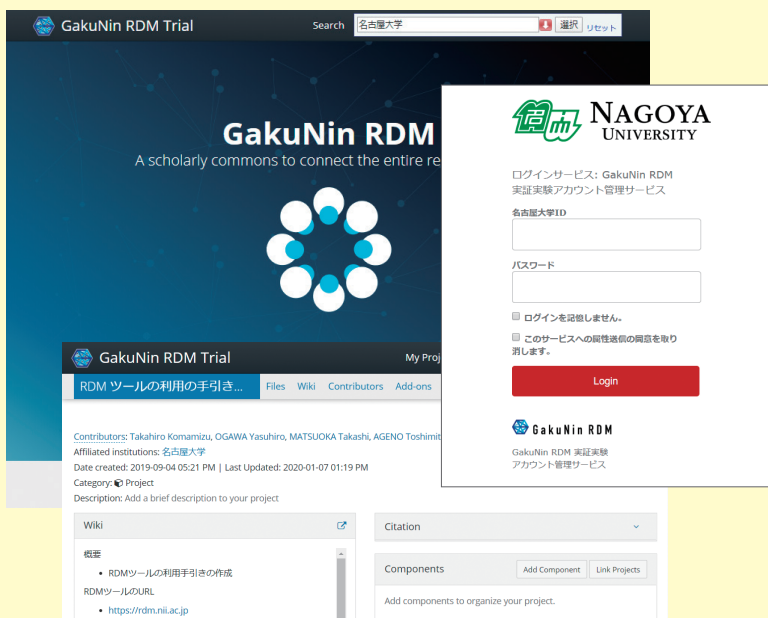 GakuNin RDM Trial
Search
名古屋大学
選択
リセット
GakuNin RDM
A scholarly commons to connect the entire re
NAGOYA
UNIVERSITY
ログインサービス: GakuNin RDM
実証実験アカウント管理サービス
名古屋大学ID
パスワード
ログインを記憶しません。
このサービスへの属性送信の同意を取り
消します。
Login
GakuNin RDM
GakuNin RDM 実証実験
アカウント管理サービス
GakuNin RDM Trial
My Proj
RDM ツールの利用の手引き...
Files
Wiki
Contributors
Add-ons
Contributors: Takahiro Komamizu, OGAWA Yasuhiro, MATSUOKA Takashi, AGENO Toshimit
Affiliated institutions: 名古屋大学
Date created: 2019-09-04 05:21 PM | Last Updated: 2020-01-07 01:19 PM
Category: Project
Description: Add a brief description to your project
Wiki
概要
• RDMツールの利用手引きの作成
RDMツールのURL
• https://rdm.nii.ac.jp
Citation
Components
Add Component
Link Projects
Add components to organize your project.